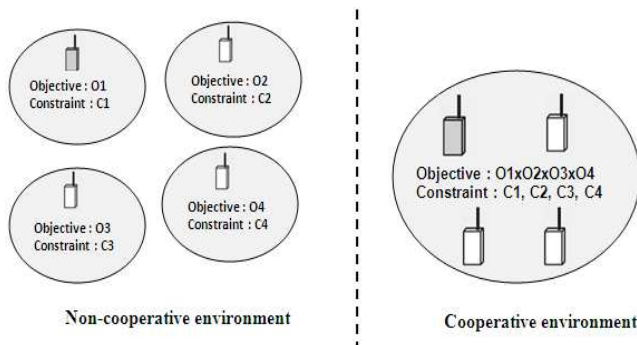 Objective : O1
Constraint : C1
Objective : O2
Constraint : C2
Objective : O3
Constraint : C3
Objective : O4
Constraint : C4
Non-cooperative environment
Objective : O1xO2xO3xO4
Constraint : C1, C2, C3, C4
Cooperative environment